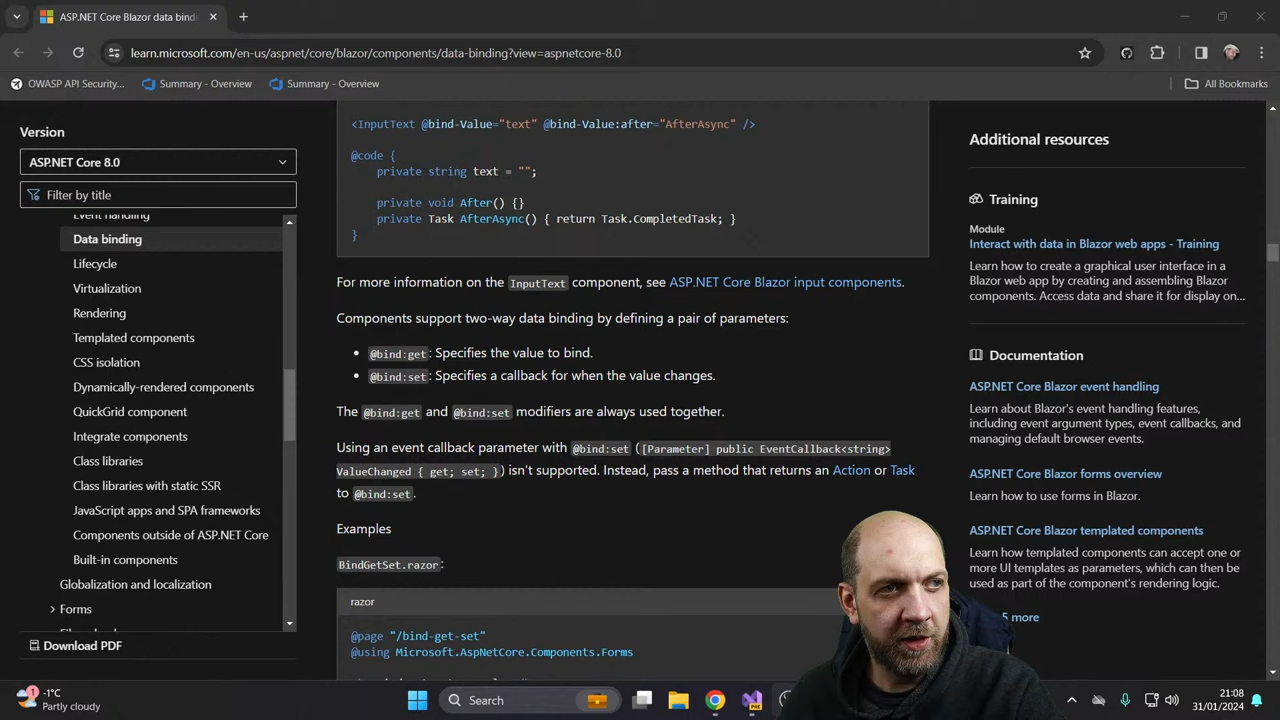 ASP.NET Core Blazor data bind
learn.microsoft.com/en-us/aspnet/core/blazor/components/data-binding?view=aspnetcore-8.0
OWASP API Security...
Summary - Overview
Summary - Overview
All Bookmarks
Version
ASP.NET Core 8.0
Filter by title
Event handling
Data binding
Lifecycle
Virtualization
Rendering
Templated components
CSS isolation
Dynamically-rendered components
QuickGrid component
Integrate components
Class libraries
Class libraries with static SSR
JavaScript apps and SPA frameworks
Components outside of ASP.NET Core
Built-in components
Globalization and localization
Forms
Download PDF
<InputText @bind-Value="text" @bind-Value:after="AfterAsync" />
@code {
private string text = "";
private void After() {}
private Task AfterAsync() { return Task.CompletedTask; }
}
For more information on the InputText component, see ASP.NET Core Blazor input components.
Components support two-way data binding by defining a pair of parameters:
• @bind:get: Specifies the value to bind.
• @bind:set: Specifies a callback for when the value changes.
The @bind:get and @bind:set modifiers are always used together.
Using an event callback parameter with @bind:set ([Parameter] public EventCallback<string>
ValueChanged { get; set; }) isn't supported. Instead, pass a method that returns an Action or Task
to @bind:set.
Examples
BindGetSet.razor:
razor
@page "/bind-get-set"
@using Microsoft.AspNetCore.Components.Forms
Additional resources
Training
Module
Interact with data in Blazor web apps - Training
Learn how to create a graphical user interface in a
Blazor web app by creating and assembling Blazor
components. Access data and share it for display on...
Documentation
ASP.NET Core Blazor event handling
Learn about Blazor's event handling features,
including event argument types, event callbacks, and
managing default browser events.
ASP.NET Core Blazor forms overview
Learn how to use forms in Blazor.
ASP.NET Core Blazor templated components
Learn how templated components can accept one or
more UI templates as parameters, which can then be
used as part of the component's rendering logic.
5 more
1
-1°C
Partly cloudy
Search
PRE
21:08
31/01/2024